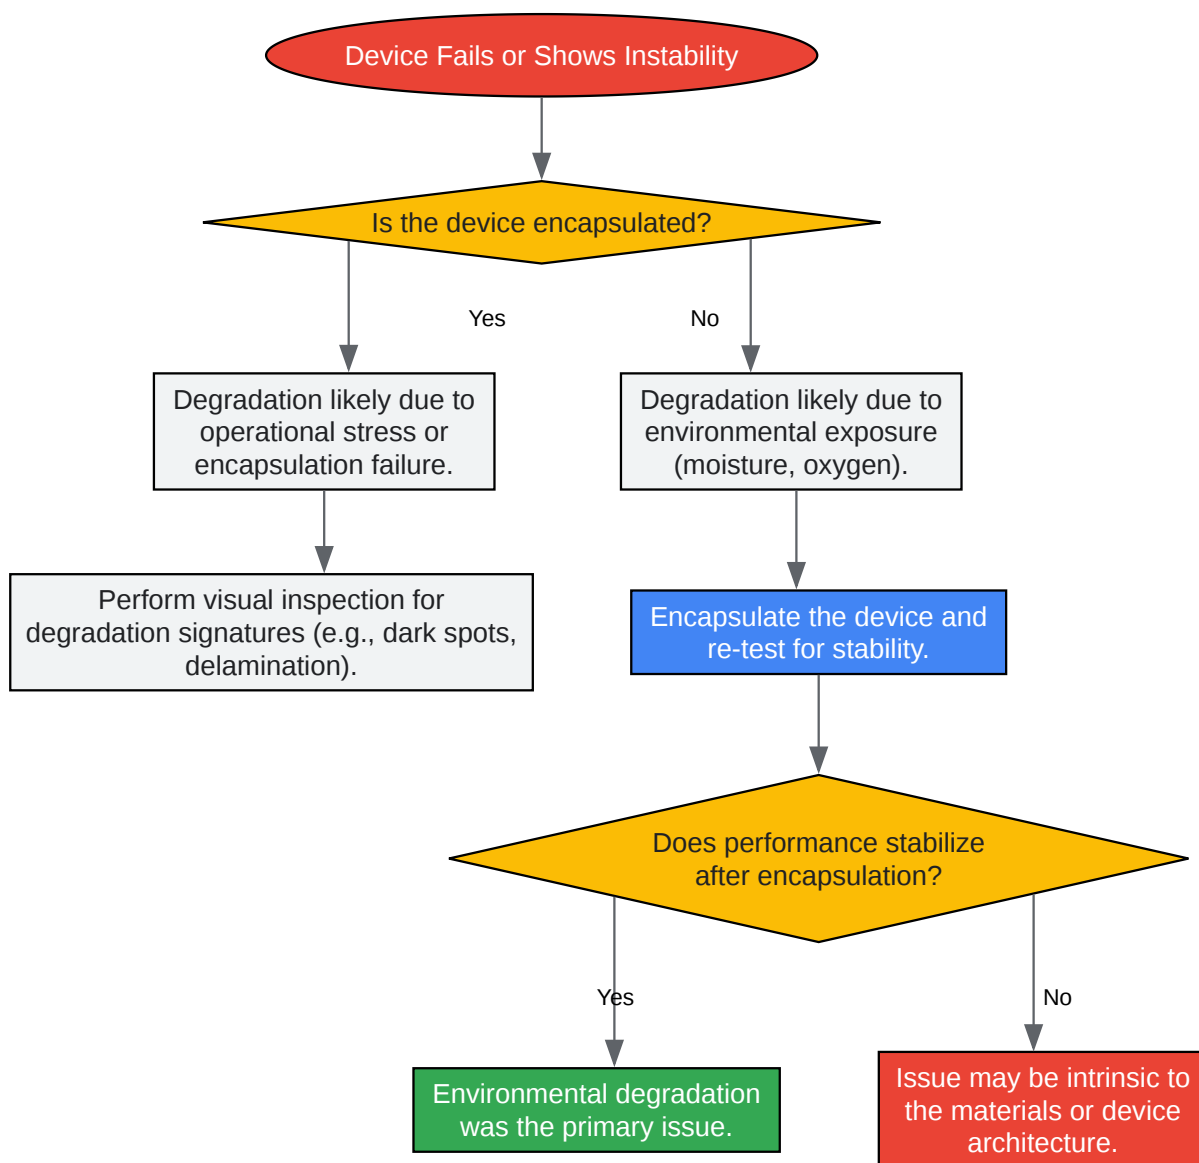 Device Fails or Shows Instability
Is the device encapsulated?
Yes
No
Degradation likely due to
operational stress or
encapsulation failure.
Degradation likely due to
environmental exposure
(moisture, oxygen).
Perform visual inspection for
degradation signatures (e.g., dark spots,
delamination).
Encapsulate the device and
re-test for stability.
Does performance stabilize
after encapsulation?
Yes
No
Environmental degradation
was the primary issue.
Issue may be intrinsic to
the materials or device
architecture.